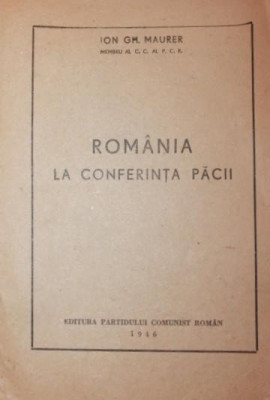 ION GH. MAURER
MEMBRU AL C. C. AL P. C. R.
ROMÂNIA
LA CONFERINȚA PĂCII
EDITURA PARTIDULUI COMUNIST ROMÂN
1946